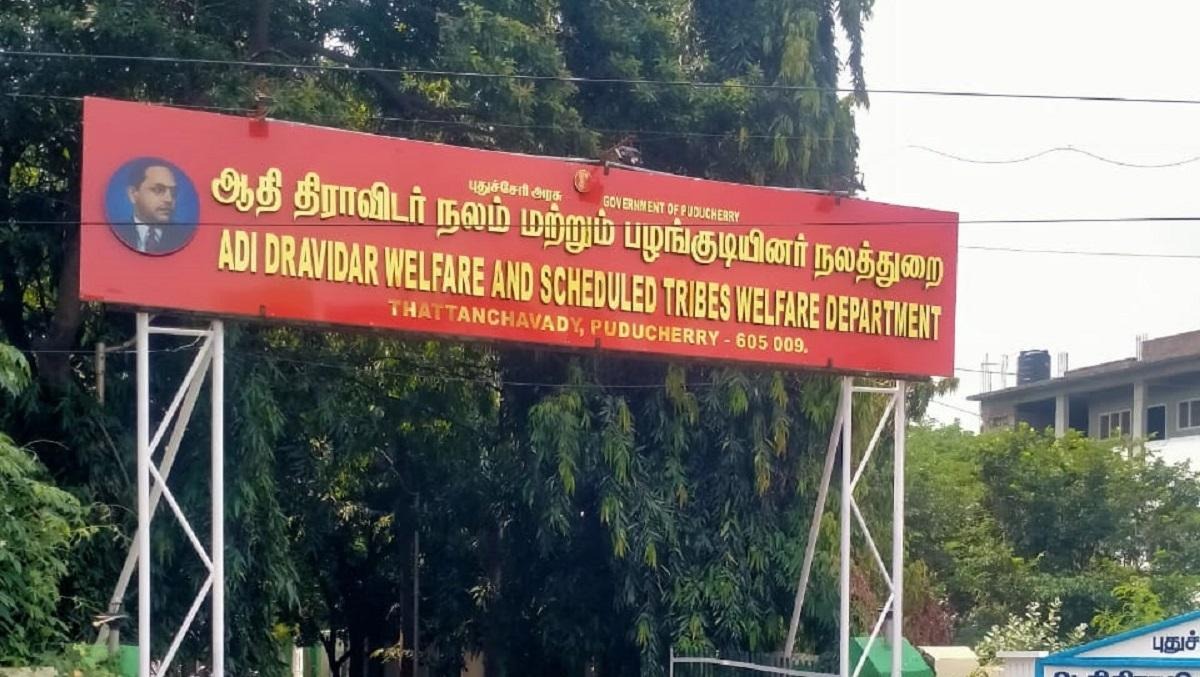 புதுச்சேரி அரசு GOVERNMENT OF PUDUCHERRY
ஆதி திராவிடர் நலம் மற்றும் பழங்குடியினர் நலத்துறை
ADI DRAVIDAR WELFARE AND SCHEDULED TRIBES WELFARE DEPARTMENT
THATTANCHAVADY, PUDUCHERRY - 605 009.